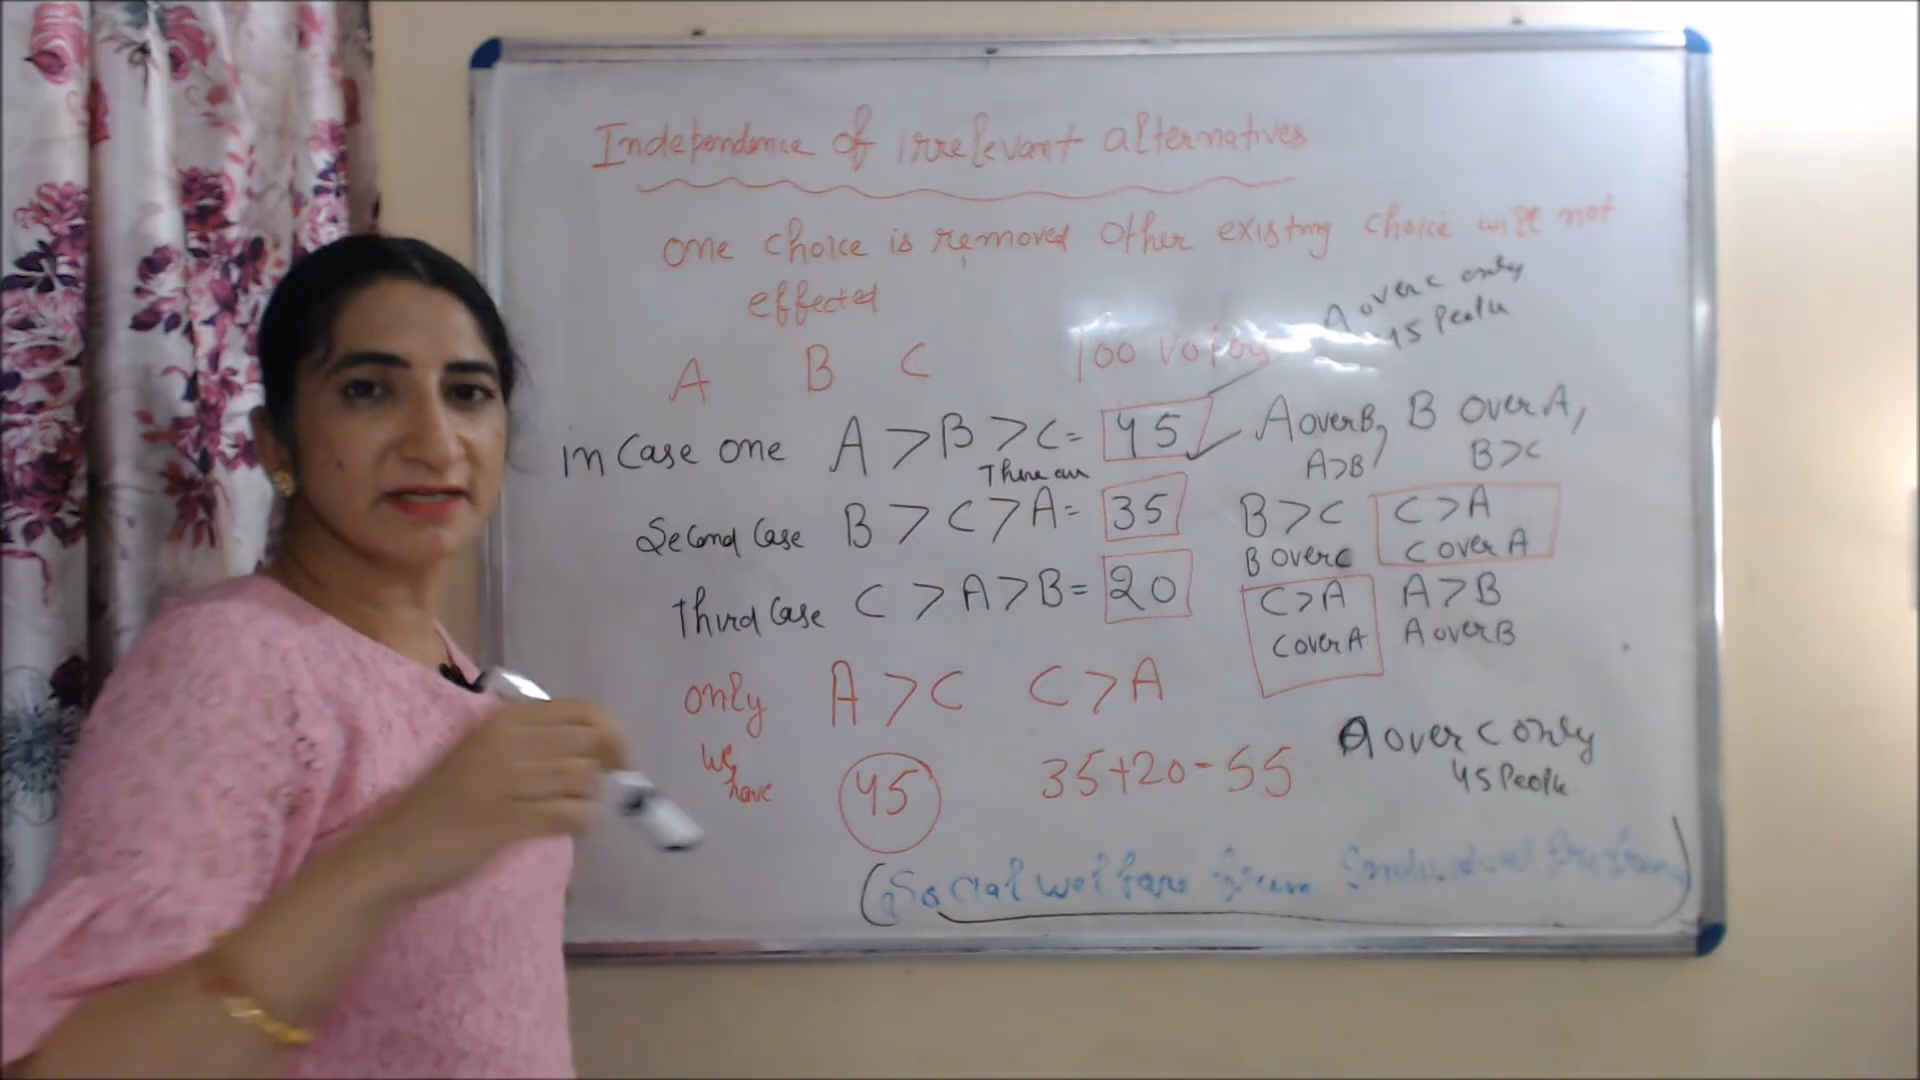 Independence of irrelevant alternatives
one choice is removed other existing choice will not
effected
A over C only
45 People
A B C 100 Voters
in Case one A > B > C = 45 A over B, B over A,
There are A>B B>C
Second Case B > C > A = 35 B > C C > A
B over C C over A
Third Case C > A > B = 20 C > A A > B
C over A A over B
only A > C C > A
we have 45 35+20-55
A over C only
45 People
(Social welfare from Individual